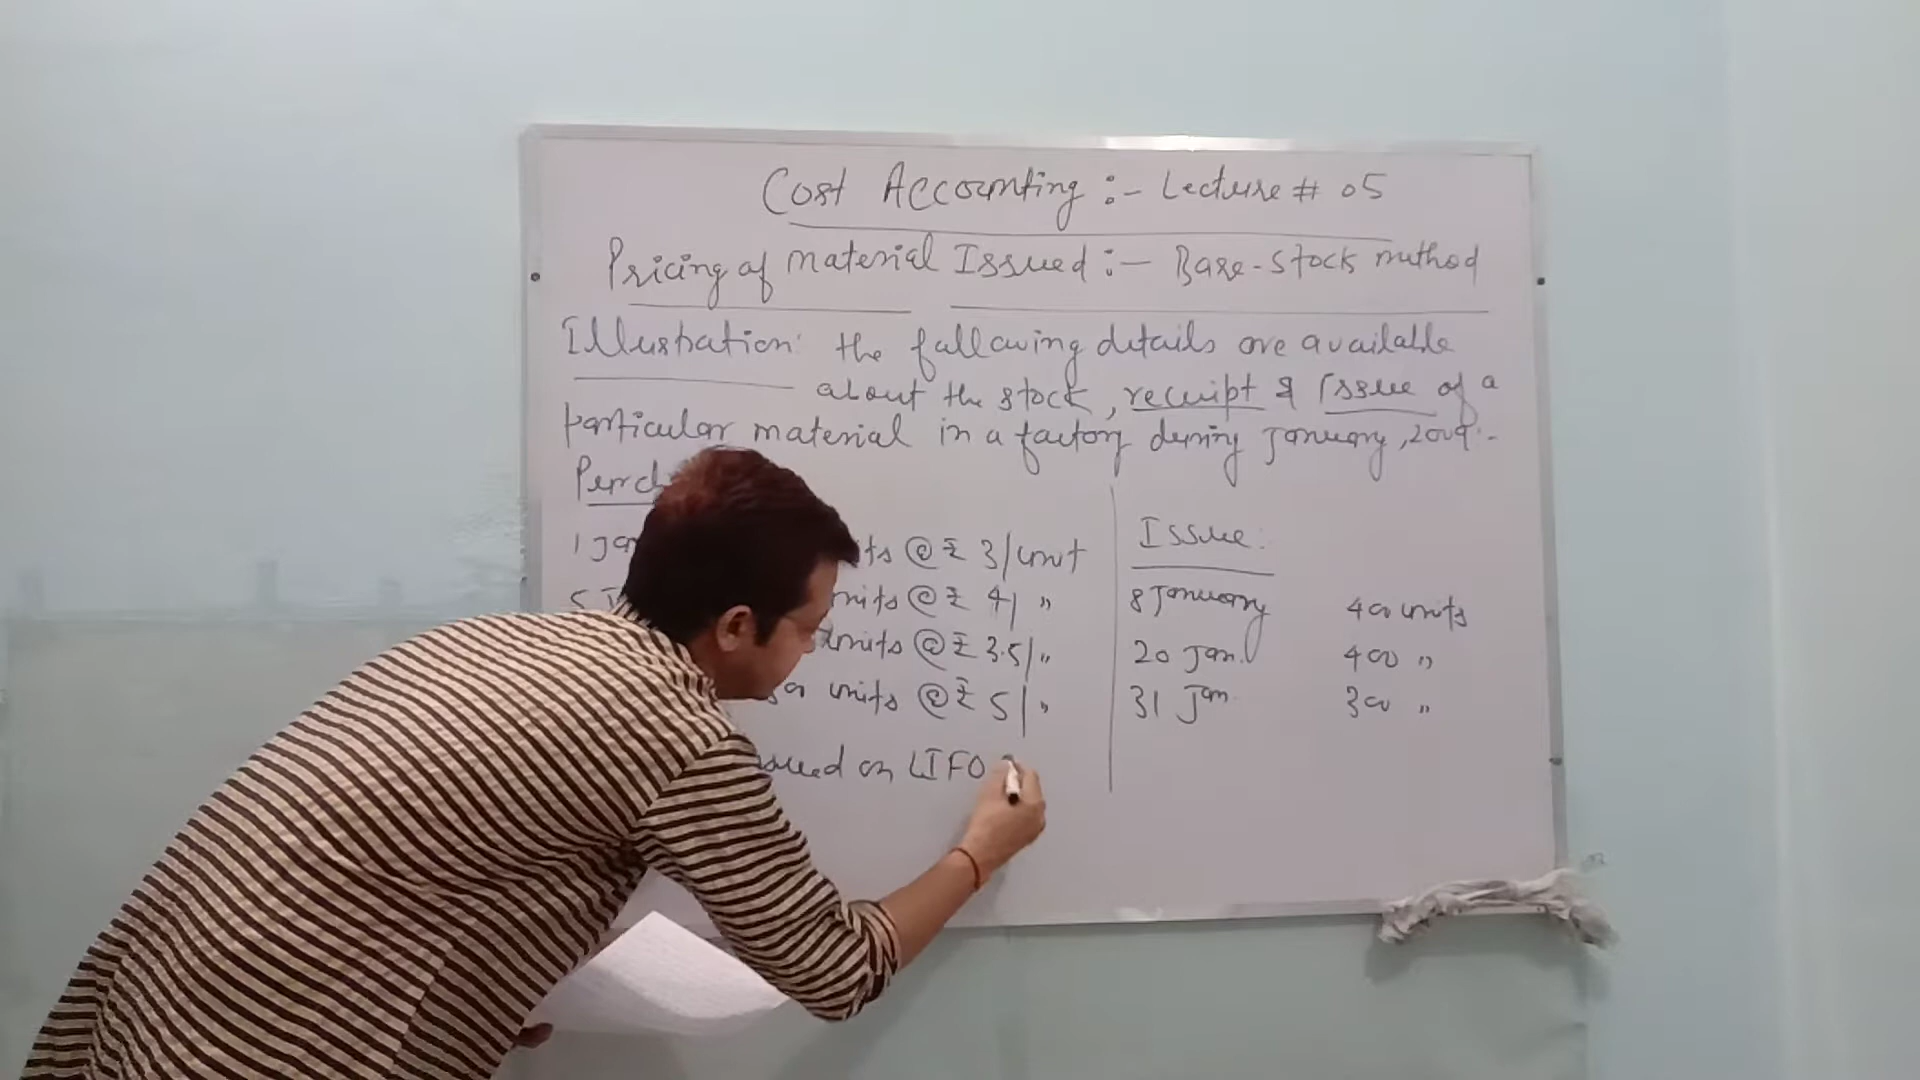 Cost Accounting :- Lecture # 05
Pricing of material Issued :- Base-stock method
Illustration: the following details are available
about the stock, receipt & Issue of a
particular material in a factory during January, 2009.-
@ ₹ 3/unit
Issue:
units @ ₹ 4/ "
8 January 400 units
units @ ₹ 3.5/ "
20 Jan. 400 "
units @ ₹ 5/ "
31 Jan. 300 "
on LIFO